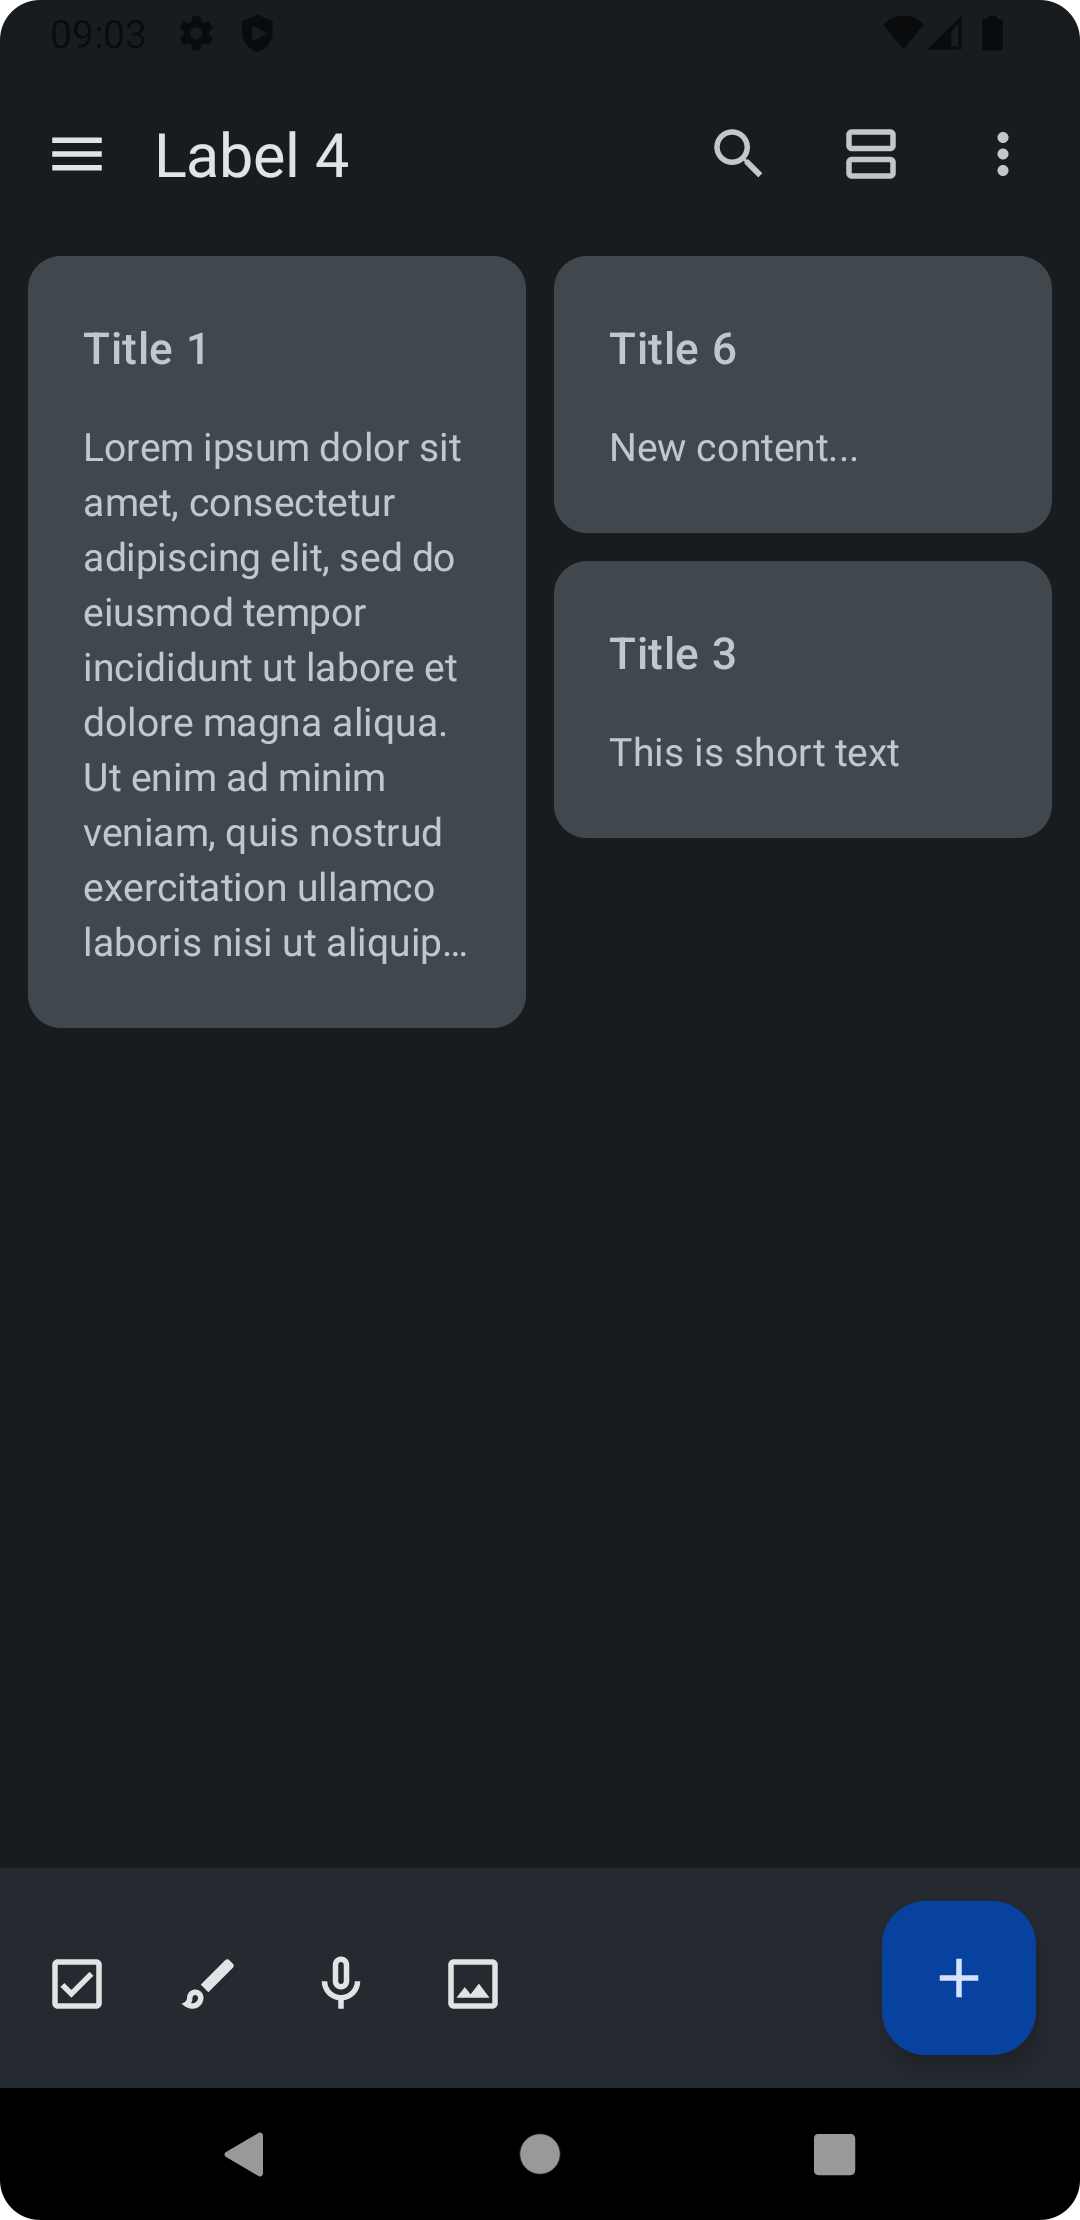 09:03
Label 4
Title 1
Lorem ipsum dolor sit
amet, consectetur
adipiscing elit, sed do
eiusmod tempor
incididunt ut labore et
dolore magna aliqua.
Ut enim ad minim
veniam, quis nostrud
exercitation ullamco
laboris nisi ut aliquip...
Title 6
New content...
Title 3
This is short text